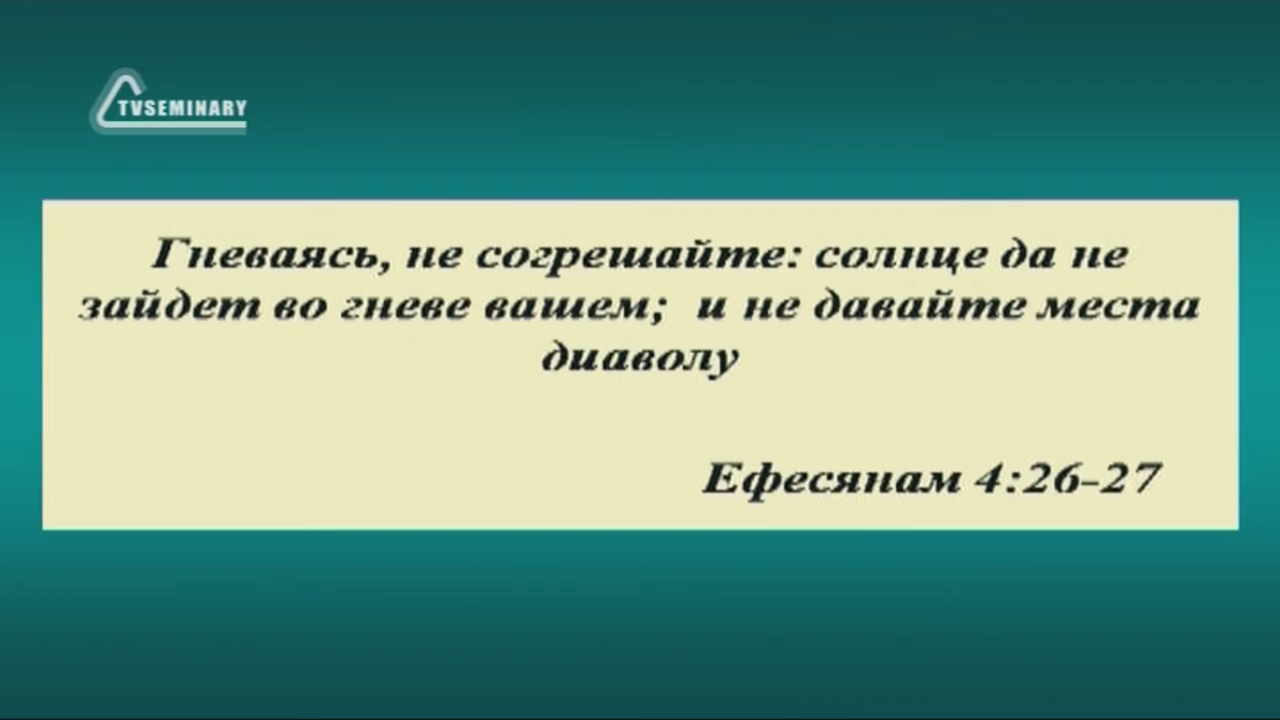 TVSEMINARY
Гневаясь, не согрешайте: солнце да не
зайдет во гневе вашем;  и не давайте места
диаволу
Ефесянам 4:26-27